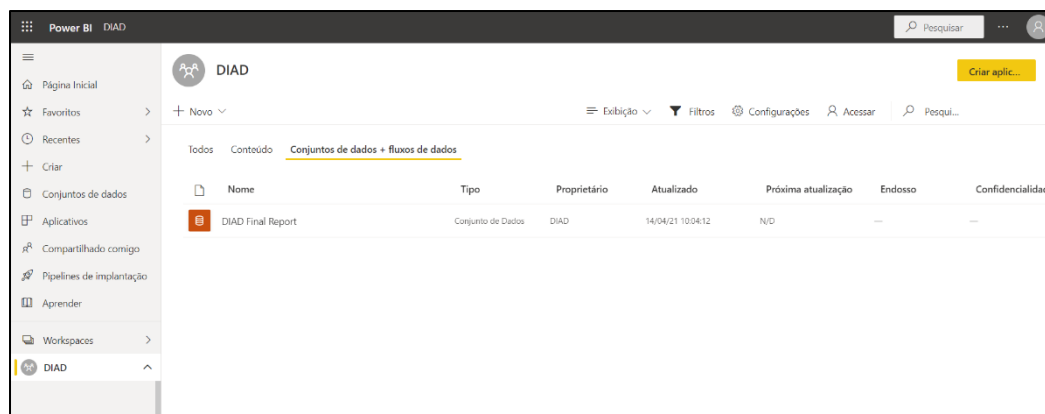 Power BI DIAD Pesquisar ...
DIAD Criar aplic...
Página Inicial
Favoritos
Recentes
Criar
Conjuntos de dados
Aplicativos
Compartilhado comigo
Pipelines de implantação
Aprender
Workspaces
DIAD
+ Novo Exibição Filtros Configurações Acessar Pesqui...
Todos Conteúdo Conjuntos de dados + fluxos de dados
Nome Tipo Proprietário Atualizado Próxima atualização Endosso Confidencialidad
DIAD Final Report Conjunto de Dados DIAD 14/04/21 10:04:12 N/D — —